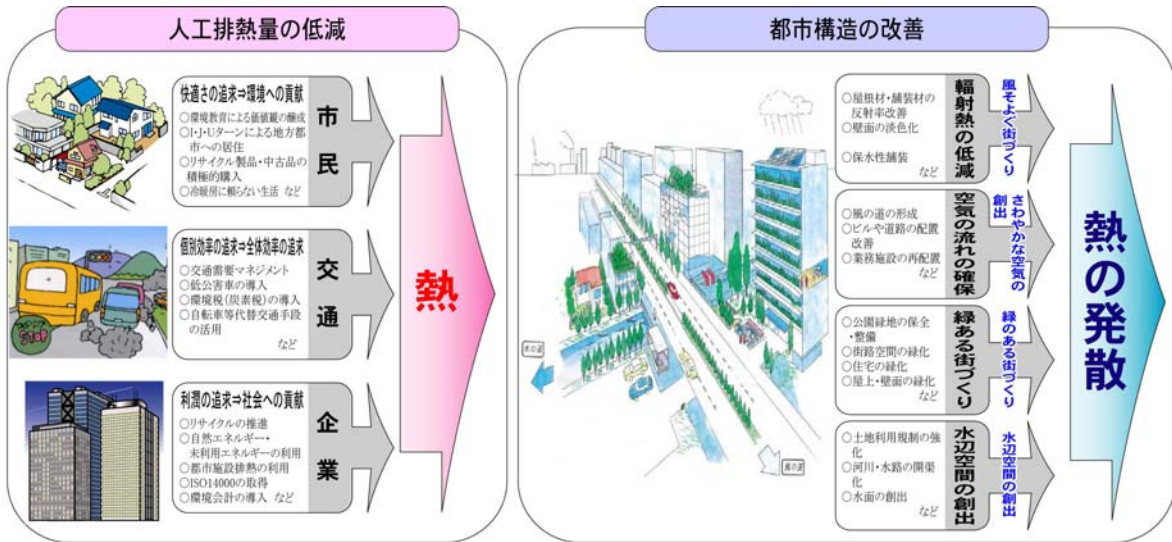 人工排熱量の低減
快適さの追求⇒環境への貢献
○環境教育による価値観の醸成
○I・J・Uターンによる地方都
市への居住
○リサイクル製品・中古品の
積極的購入
○冷暖房に頼らない生活 など
市民
個別効率の追求⇒全体効率の追求
○交通需要マネジメント
○低公害車の導入
○環境税(炭素税)の導入
○自転車等代替交通手段
の活用
など
交通
STOP
利潤の追求⇒社会への貢献
○リサイクルの推進
○自然エネルギー・
未利用エネルギーの利用
○都市施設排熱の利用
○ISO14000の取得
○環境会計の導入 など
企業
熱
都市構造の改善
水の道
風の道
○屋根材・舗装材の
反射率改善
○壁面の淡色化
○保水性舗装
など
輻射熱の低減
風そよぐ街づくり
○風の道の形成
○ビルや道路の配置
改善
○業務施設の再配置
など
空気の流れの確保
さわやかな空気の
創出
○公園緑地の保全
・整備
○街路空間の緑化
○住宅の緑化
○屋上・壁面の緑化
など
緑ある街づくり
緑のある街づくり
○土地利用規制の強
化
○河川・水路の開渠
化
○水面の創出
など
水辺空間の創出
水辺空間の創出
熱の発散